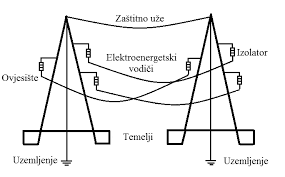 Zaštitno uže
Elektroenergetski
vodiči
Izolator
Ovjesište
Temelji
Uzemljenje
Uzemljenje